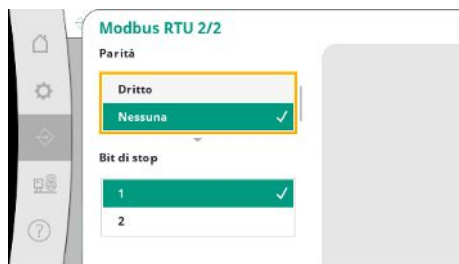 Modbus RTU 2/2
Parità
Dritto
Nessuna
Bit di stop
1
2